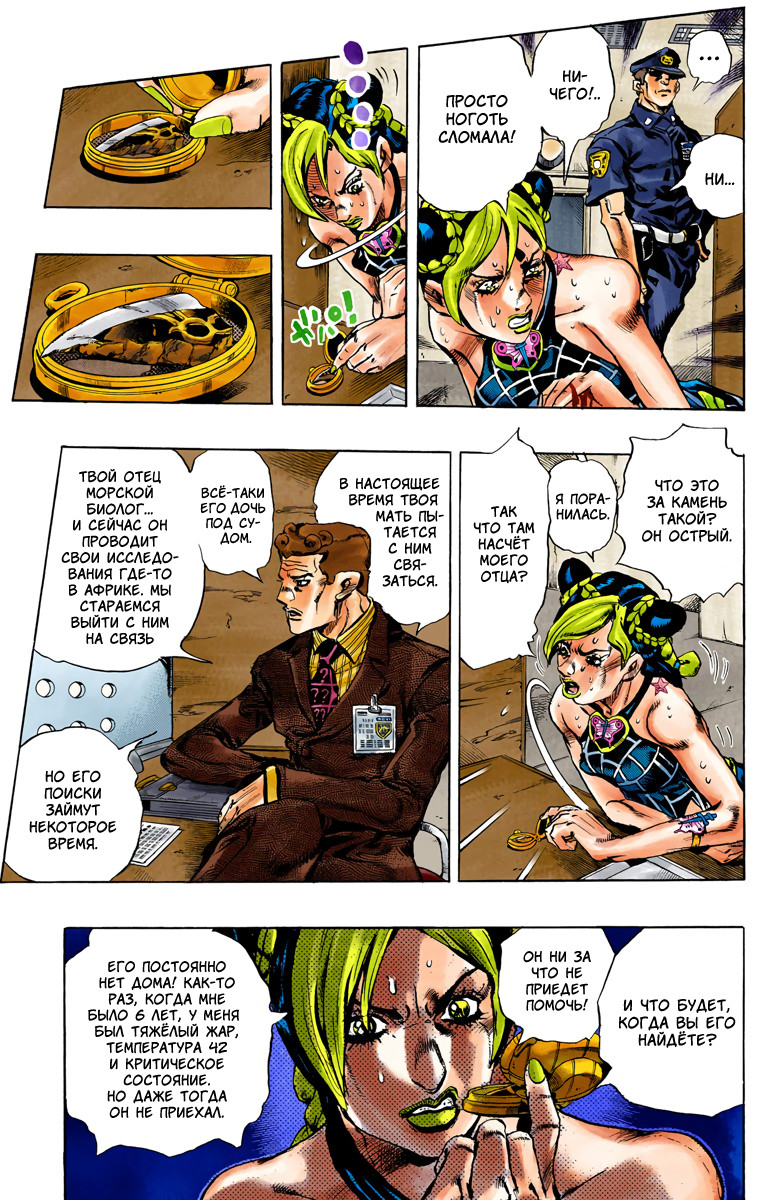 ...
НИ...
НИ-
ЧЕГО!..
ПРОСТО
НОГОТЬ
СЛОМАЛА!
ЧТО ЭТО
ЗА КАМЕНЬ
ТАКОЙ?
ОН ОСТРЫЙ.
Я ПОРА-
НИЛАСЬ.
ТАК
ЧТО ТАМ
НАСЧЁТ
МОЕГО
ОТЦА?
В НАСТОЯЩЕЕ
ВРЕМЯ ТВОЯ
МАТЬ ПЫ-
ТАЕТСЯ
С НИМ
СВЯ-
ЗАТЬСЯ.
ВСЁ-ТАКИ
ЕГО ДОЧЬ
ПОД СУ-
ДОМ.
ТВОЙ ОТЕЦ
МОРСКОЙ
БИОЛОГ...
И СЕЙЧАС ОН
ПРОВОДИТ
СВОИ ИССЛЕДО-
ВАНИЯ ГДЕ-ТО
В АФРИКЕ. МЫ
СТАРАЕМСЯ
ВЫЙТИ С НИМ
НА СВЯЗЬ
НО ЕГО
ПОИСКИ
ЗАЙМУТ
НЕКОТОРОЕ
ВРЕМЯ.
И ЧТО БУДЕТ,
КОГДА ВЫ ЕГО
НАЙДЁТЕ?
ОН НИ ЗА
ЧТО НЕ
ПРИЕДЕТ
ПОМОЧЬ!
ЕГО ПОСТОЯННО
НЕТ ДОМА! КАК-ТО
РАЗ, КОГДА МНЕ
БЫЛО 6 ЛЕТ, У МЕНЯ
БЫЛ ТЯЖЁЛЫЙ ЖАР,
ТЕМПЕРАТУРА 42
И КРИТИЧЕСКОЕ
СОСТОЯНИЕ.
НО ДАЖЕ ТОГДА
ОН НЕ ПРИЕХАЛ.